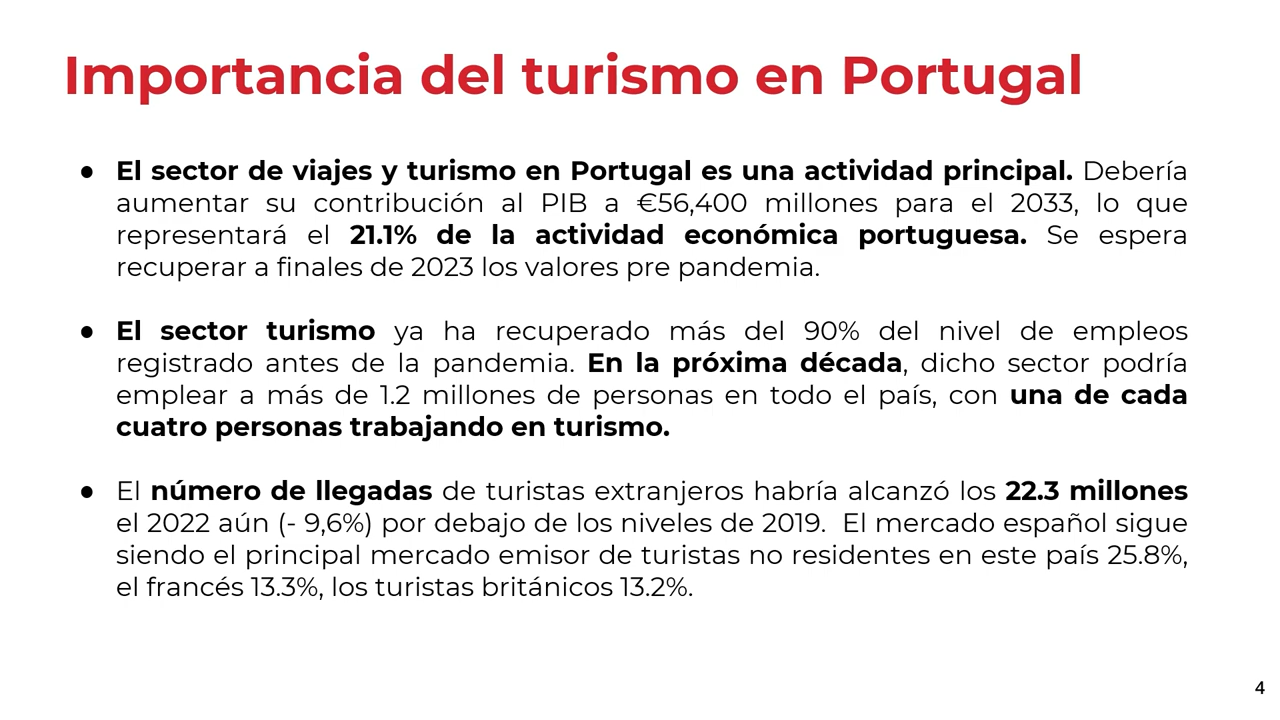 Importancia del turismo en Portugal
● El sector de viajes y turismo en Portugal es una actividad principal. Debería
aumentar su contribución al PIB a €56,400 millones para el 2033, lo que
representará el 21.1% de la actividad económica portuguesa. Se espera
recuperar a finales de 2023 los valores pre pandemia.
● El sector turismo ya ha recuperado más del 90% del nivel de empleos
registrado antes de la pandemia. En la próxima década, dicho sector podría
emplear a más de 1.2 millones de personas en todo el país, con una de cada
cuatro personas trabajando en turismo.
● El número de llegadas de turistas extranjeros habría alcanzó los 22.3 millones
el 2022 aún (- 9,6%) por debajo de los niveles de 2019.  El mercado español sigue
siendo el principal mercado emisor de turistas no residentes en este país 25.8%,
el francés 13.3%, los turistas británicos 13.2%.
4